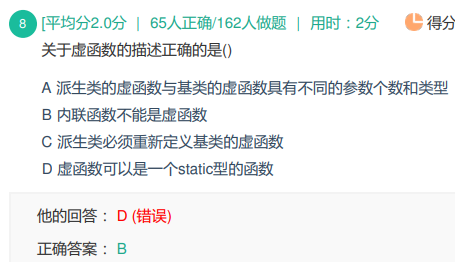 8 [平均分2.0分 | 65人正确/162人做题 | 用时：2分 得分
关于虚函数的描述正确的是()
A 派生类的虚函数与基类的虚函数具有不同的参数个数和类型
B 内联函数不能是虚函数
C 派生类必须重新定义基类的虚函数
D 虚函数可以是一个static型的函数
他的回答： D (错误)
正确答案： B